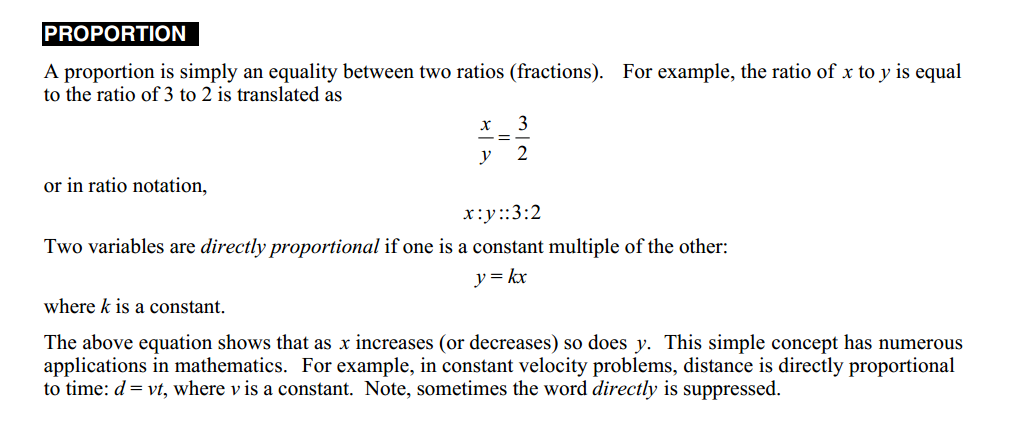 PROPORTION
A proportion is simply an equality between two ratios (fractions). For example, the ratio of x to y is equal
to the ratio of 3 to 2 is translated as
x/y = 3/2
or in ratio notation,
x:y::3:2
Two variables are directly proportional if one is a constant multiple of the other:
y = kx
where k is a constant.
The above equation shows that as x increases (or decreases) so does y. This simple concept has numerous
applications in mathematics. For example, in constant velocity problems, distance is directly proportional
to time: d = vt, where v is a constant. Note, sometimes the word directly is suppressed.